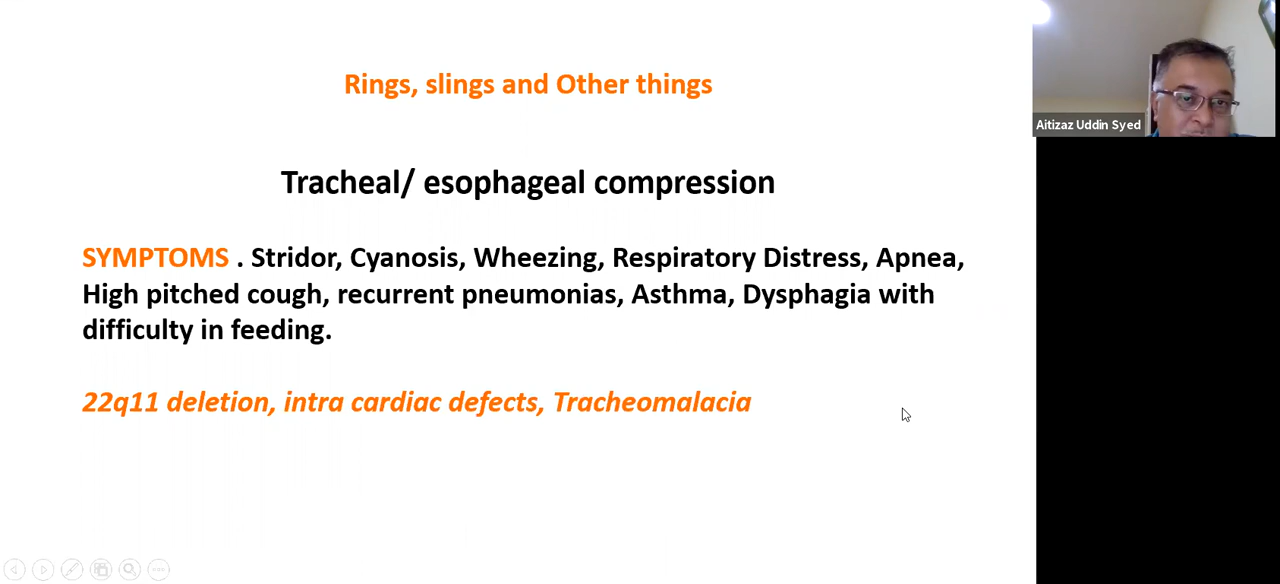 Rings, slings and Other things
Aitizaz Uddin Syed
Tracheal/ esophageal compression
SYMPTOMS . Stridor, Cyanosis, Wheezing, Respiratory Distress, Apnea,
High pitched cough, recurrent pneumonias, Asthma, Dysphagia with
difficulty in feeding.
22q11 deletion, intra cardiac defects, Tracheomalacia